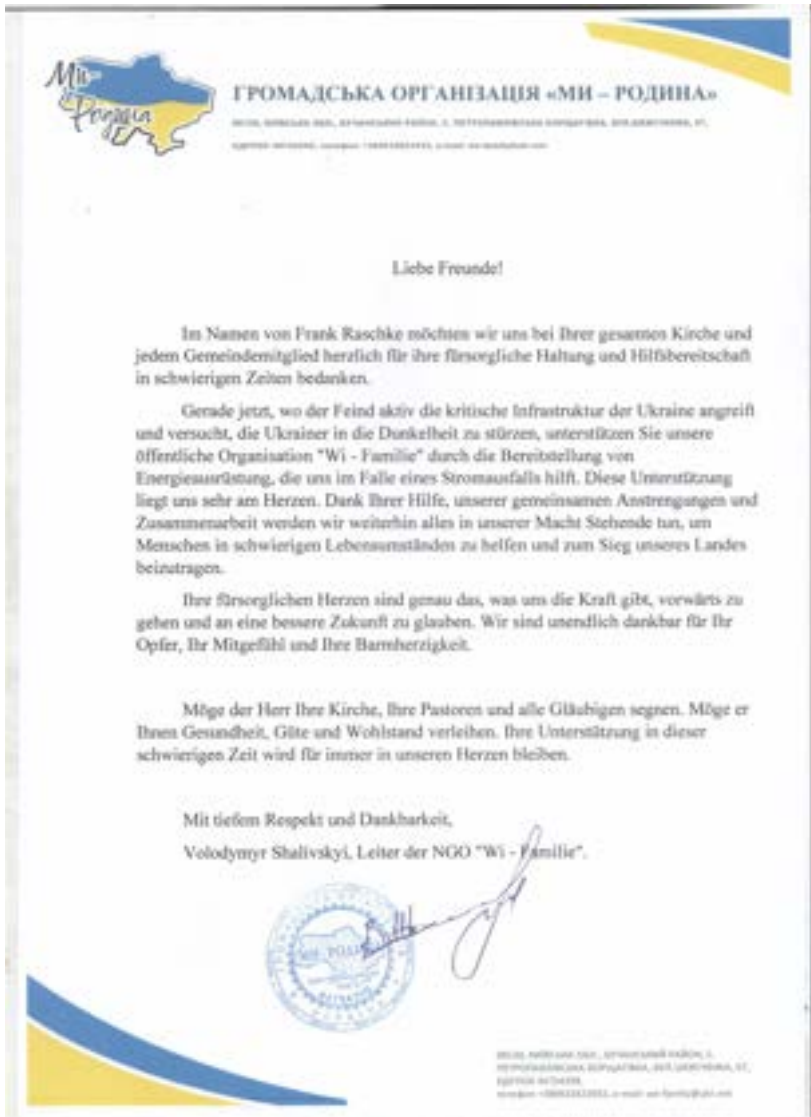 Ми-
Родина
ГРОМАДСЬКА ОРГАНІЗАЦІЯ «МИ – РОДИНА»
Liebe Freunde!
Im Namen von Frank Raschke möchten wir uns bei Ihrer gesamten Kirche und
jedem Gemeindemitglied herzlich für ihre fürsorgliche Haltung und Hilfsbereitschaft
in schwierigen Zeiten bedanken.
Gerade jetzt, wo der Feind aktiv die kritische Infrastruktur der Ukraine angreift
und versucht, die Ukrainer in die Dunkelheit zu stürzen, unterstützen Sie unsere
öffentliche Organisation "Wi - Familie" durch die Bereitstellung von
Energieausrüstung, die uns im Falle eines Stromausfalls hilft. Diese Unterstützung
liegt uns sehr am Herzen. Dank Ihrer Hilfe, unserer gemeinsamen Anstrengungen und
Zusammenarbeit werden wir weiterhin alles in unserer Macht Stehende tun, um
Menschen in schwierigen Lebensumständen zu helfen und zum Sieg unseres Landes
beizutragen.
Ihre fürsorglichen Herzen sind genau das, was uns die Kraft gibt, vorwärts zu
gehen und an eine bessere Zukunft zu glauben. Wir sind unendlich dankbar für Ihr
Opfer, Ihr Mitgefühl und Ihre Barmherzigkeit.
Möge der Herr Ihre Kirche, Ihre Pastoren und alle Gläubigen segnen. Möge er
Ihnen Gesundheit, Güte und Wohlstand verleihen. Ihre Unterstützung in dieser
schwierigen Zeit wird für immer in unseren Herzen bleiben.
Mit tiefem Respekt und Dankbarkeit,
Volodymyr Shalivskyi, Leiter der NGO "Wi - Familie".